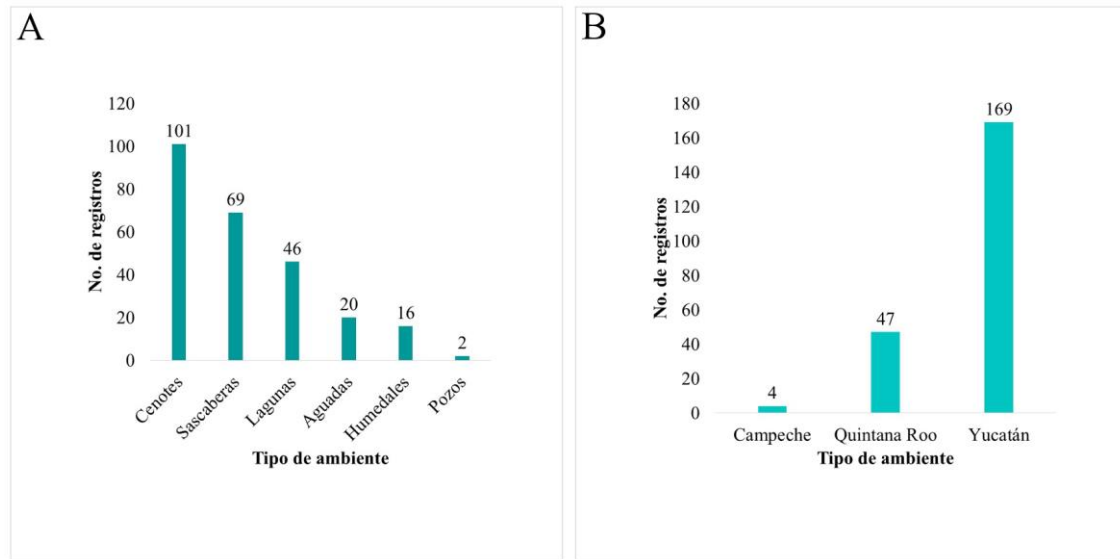 A
No. de registros
120
100
80
60
40
20
0
101
69
46
20
16
2
Cenotes
Sascaberas
Lagunas
Aguadas
Humedales
Pozos
Tipo de ambiente
B
No. de registros
180
160
140
120
100
80
60
40
20
0
4
47
169
Campeche
Quintana Roo
Yucatán
Tipo de ambiente